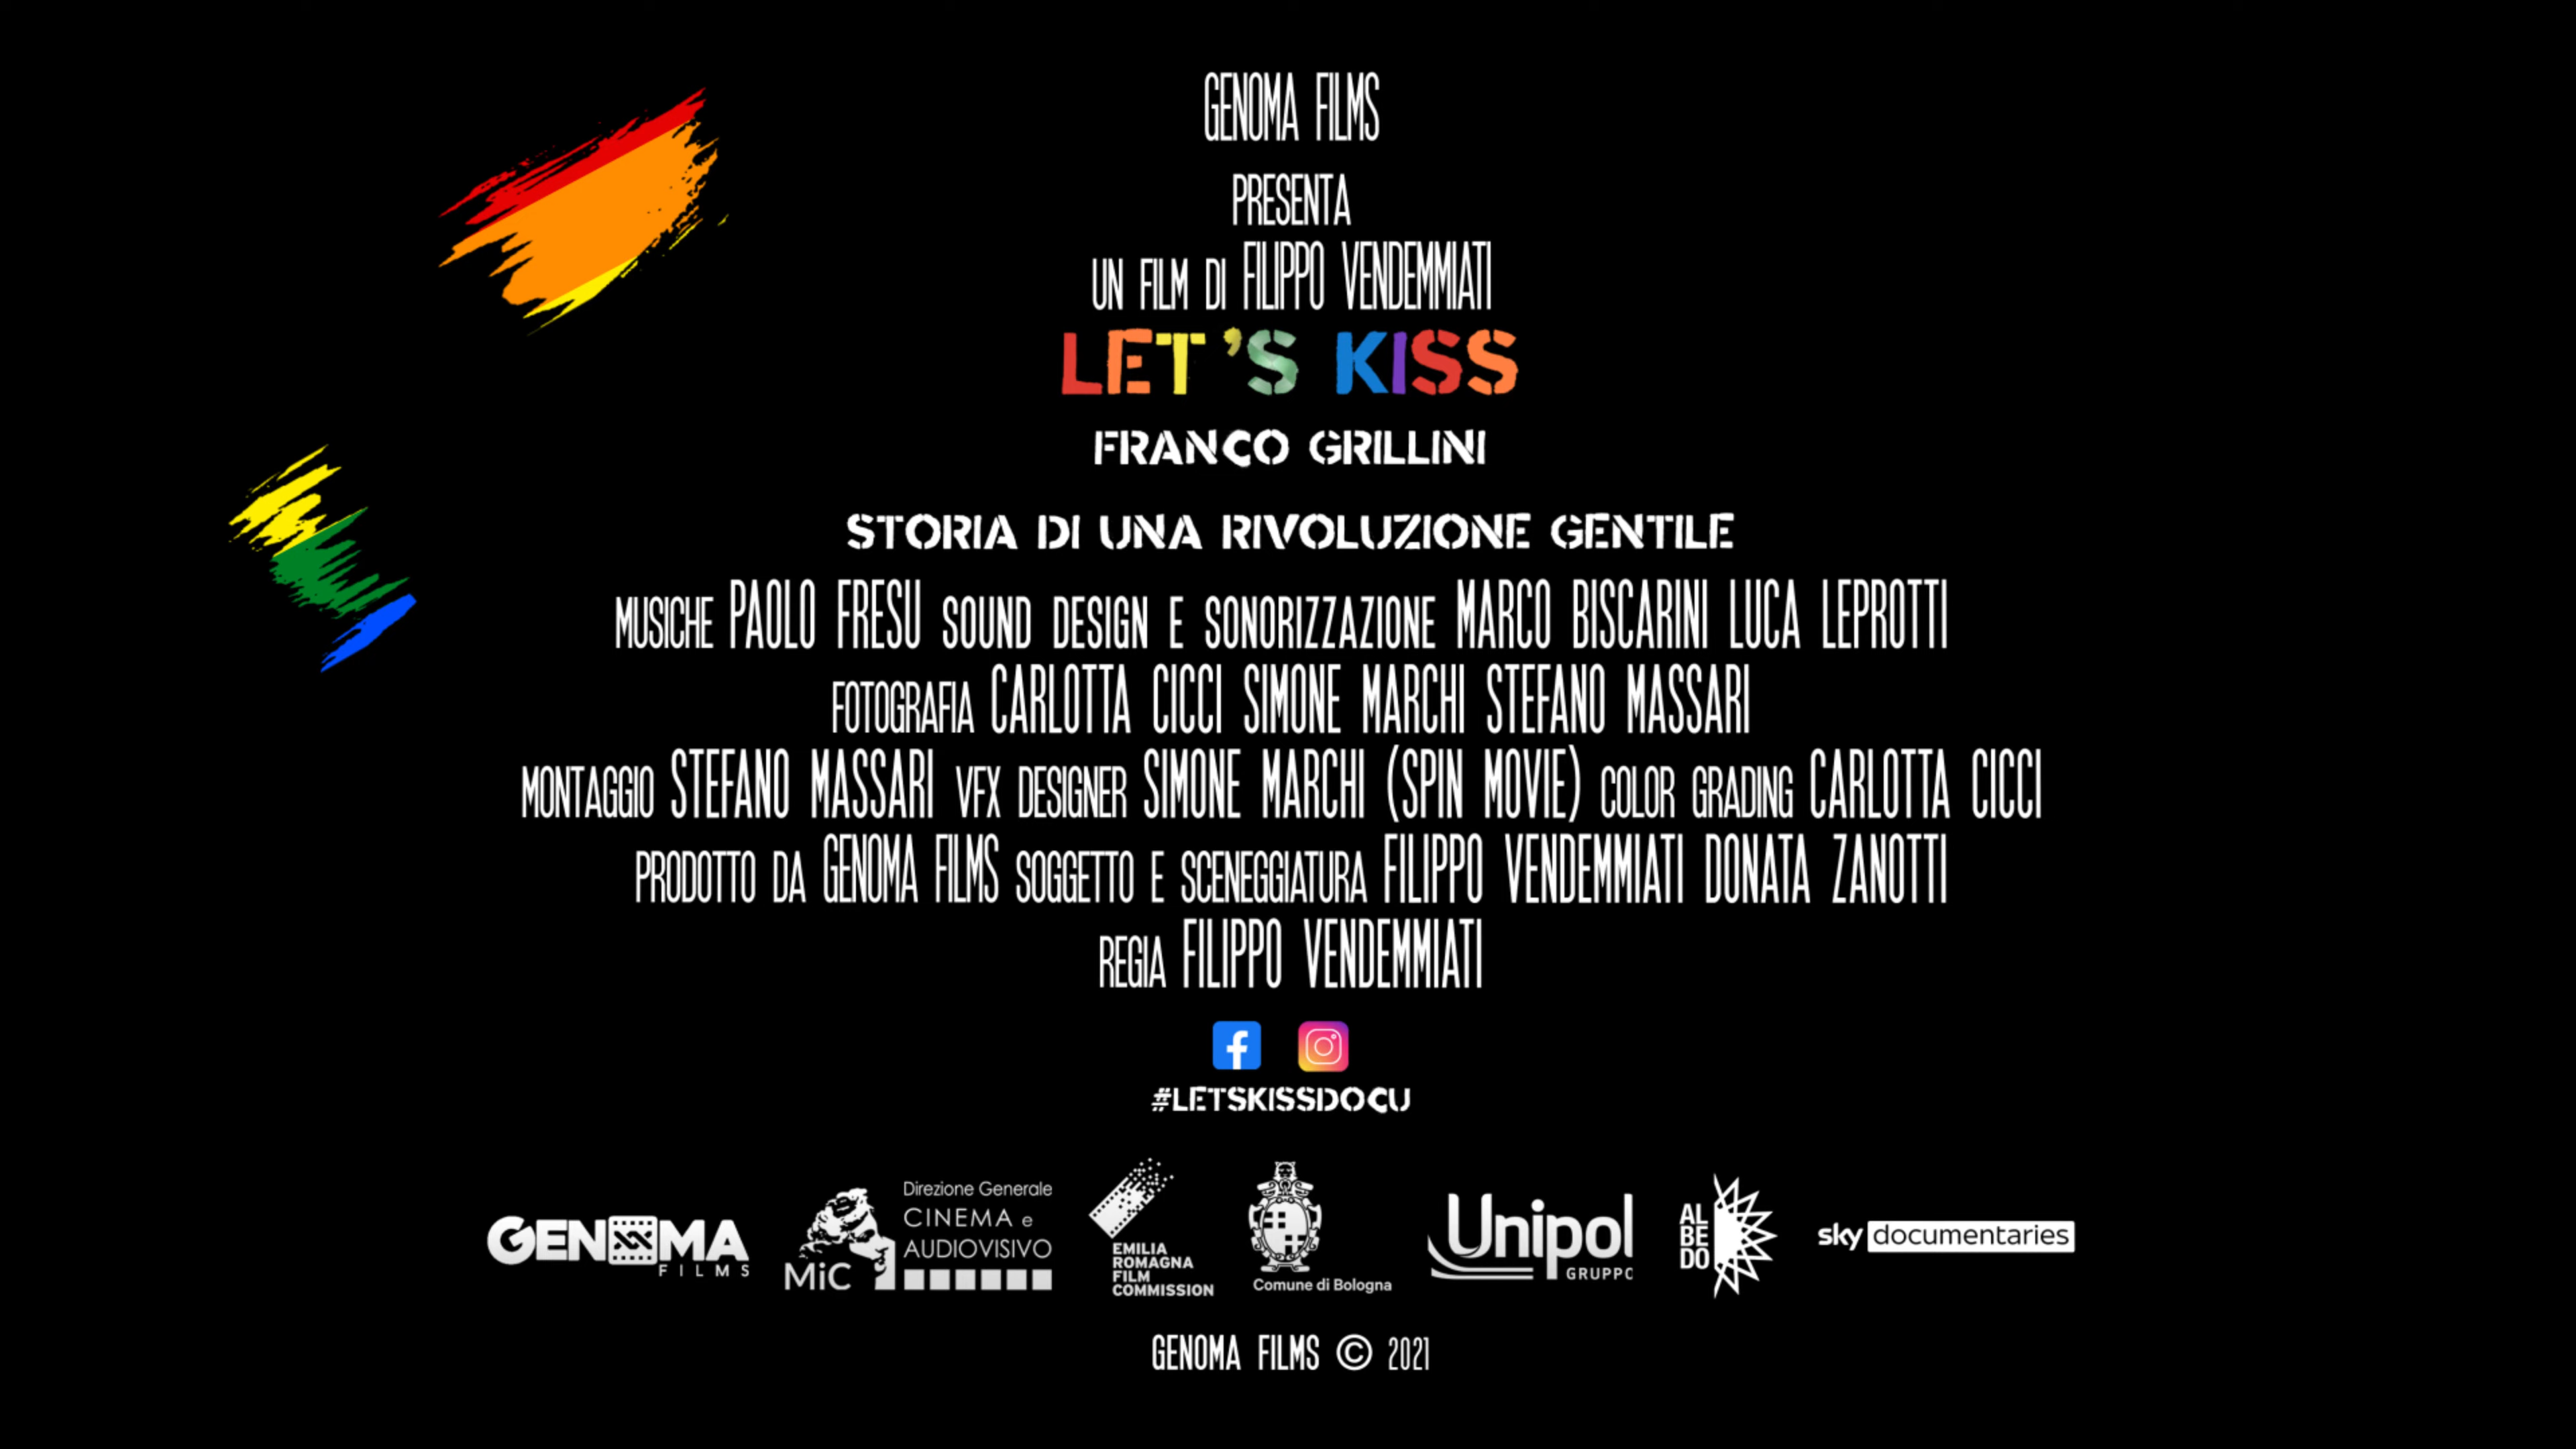 GENOMA FILMS
PRESENTA
UN FILM DI FILIPPO VENDEMMIATI
LET'S KISS
FRANCO GRILLINI
STORIA DI UNA RIVOLUZIONE GENTILE
MUSICHE PAOLO FRESU SOUND DESIGN E SONORIZZAZIONE MARCO BISCARINI LUCA LEPROTTI
FOTOGRAFIA CARLOTTA CICCI SIMONE MARCHI STEFANO MASSARI
MONTAGGIO STEFANO MASSARI VFX DESIGNER SIMONE MARCHI (SPIN MOVIE) COLOR GRADING CARLOTTA CICCI
PRODOTTO DA GENOMA FILMS SOGGETTO E SCENEGGIATURA FILIPPO VENDEMMIATI DONATA ZANOTTI
REGIA FILIPPO VENDEMMIATI
#LETSKISSDOCU
GENOMA
FILMS
MiC
Direzione Generale
CINEMA e
AUDIOVISIVO
EMILIA
ROMAGNA
FILM
COMMISSION
Comune di Bologna
Unipol
GRUPPO
AL
BE
DO
sky documentaries
GENOMA FILMS © 2021